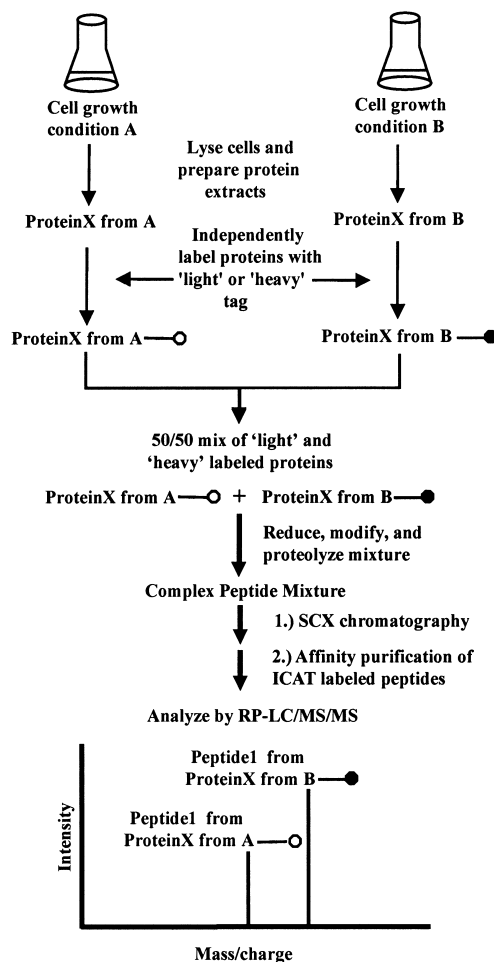 Cell growth
condition A
Cell growth
condition B
Lyse cells and
prepare protein
extracts
ProteinX from A
ProteinX from B
Independently
label proteins with
'light' or 'heavy'
tag
ProteinX from A
ProteinX from B
50/50 mix of ‘light’ and
‘heavy’ labeled proteins
ProteinX from A + ProteinX from B
Reduce, modify, and
proteolyze mixture
Complex Peptide Mixture
1.) SCX chromatography
2.) Affinity purification of
ICAT labeled peptides
Analyze by RP-LC/MS/MS
Peptide1 from
ProteinX from B
Peptide1 from
ProteinX from A
Intensity
Mass/charge